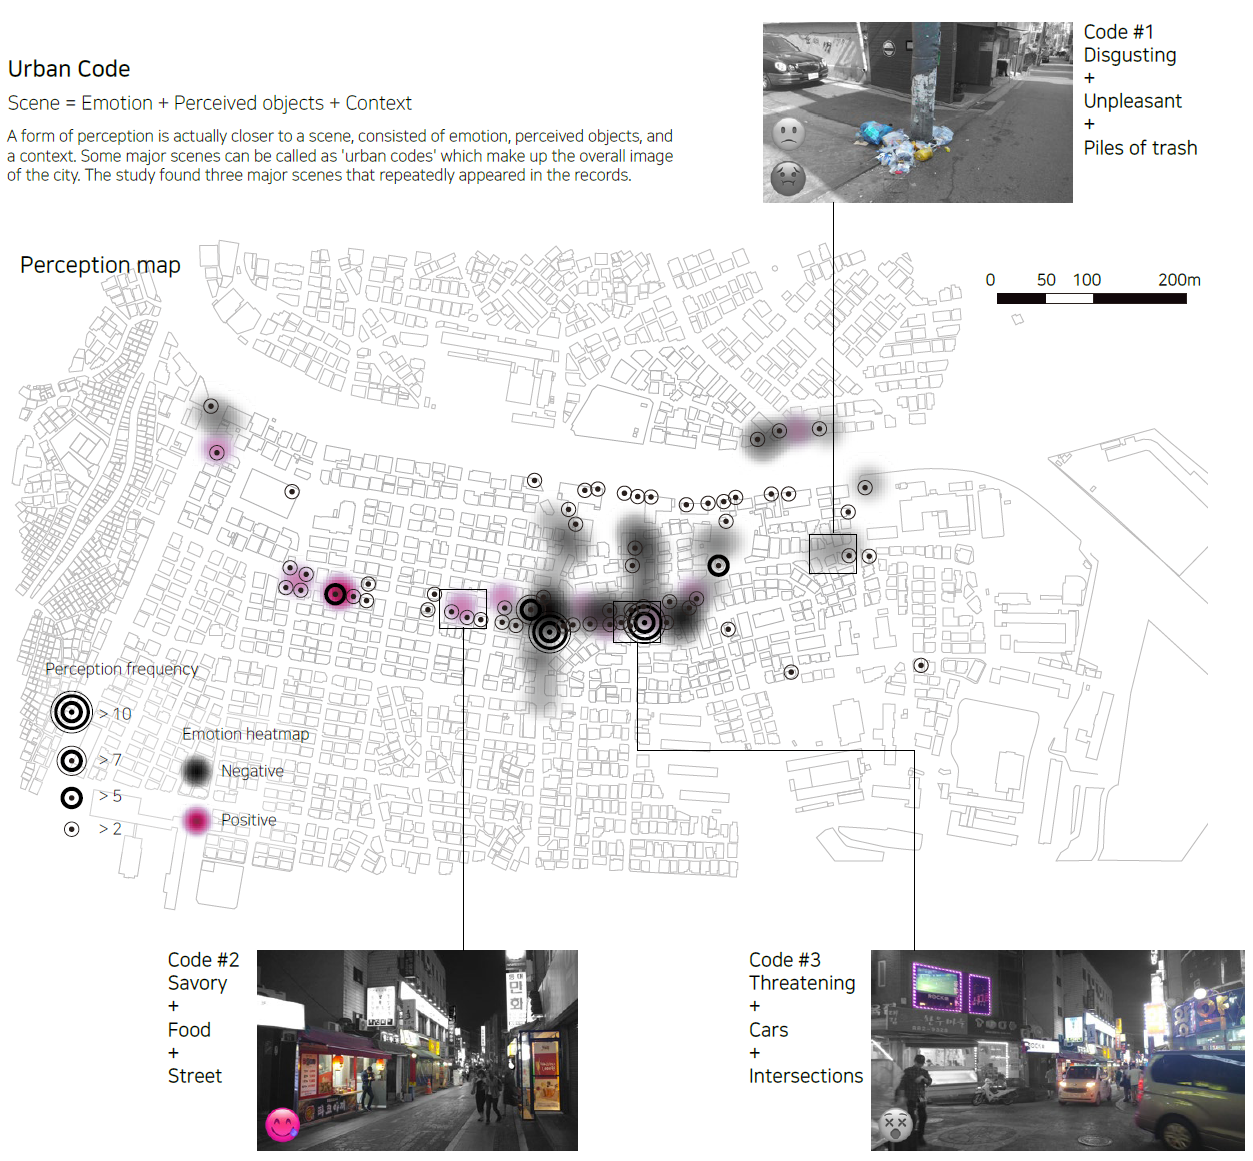 Urban Code
Scene = Emotion + Perceived objects + Context
A form of perception is actually closer to a scene, consisted of emotion, perceived objects, and
a context. Some major scenes can be called as 'urban codes' which make up the overall image
of the city. The study found three major scenes that repeatedly appeared in the records.
Code #1
Disgusting
+
Unpleasant
+
Piles of trash
Perception map
0 50 100 200m
Perception frequency
> 10
> 7
> 5
> 2
Emotion heatmap
Negative
Positive
Code #2
Savory
+
Food
+
Street
만화
Code #3
Threatening
+
Cars
+
Intersections